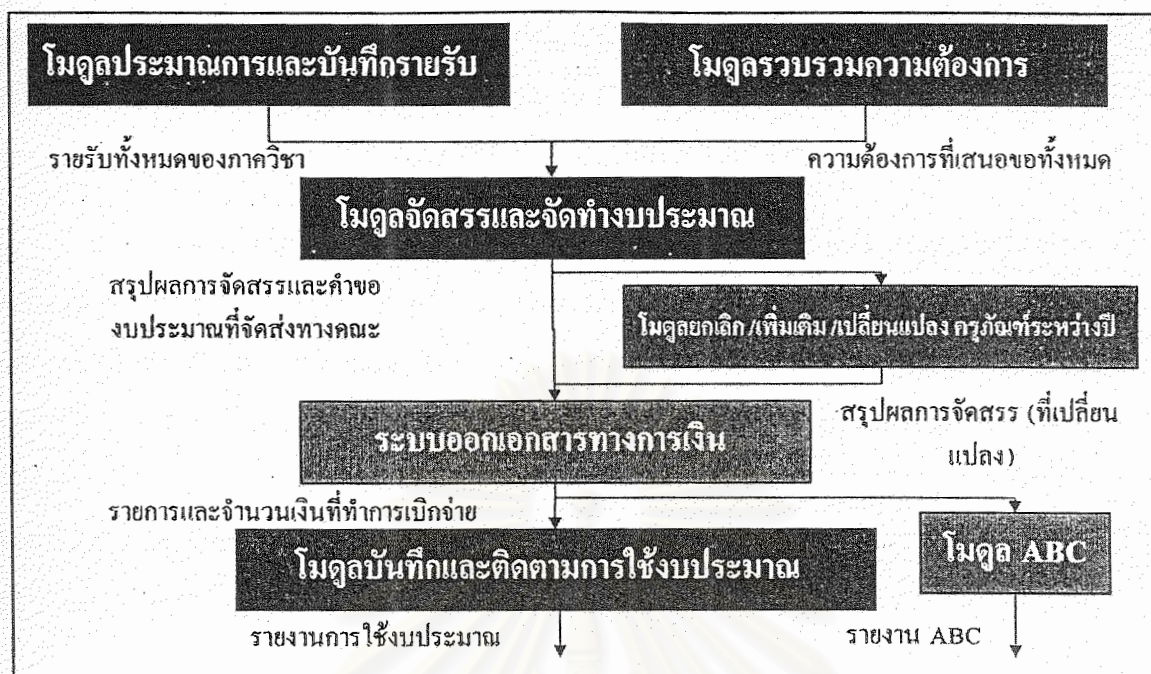 โมดูลประมาณการและบันทึกรายรับ
โมดูลรวบรวมความต้องการ
รายรับทั้งหมดของภาควิชา
ความต้องการที่เสนอขอทั้งหมด
โมดูลจัดสรรและจัดทำงบประมาณ
สรุปผลการจัดสรรและคำขอ
งบประมาณที่จัดส่งทางคณะ
โมดูลยกเลิก/เพิ่มเติม/เปลี่ยนแปลง ครุภัณฑ์ระหว่างปี
สรุปผลการจัดสรร (ที่เปลี่ยน
แปลง)
ระบบออกเอกสารทางการเงิน
รายการและจำนวนเงินที่ทำการเบิกจ่าย
โมดูลบันทึกและติดตามการใช้งบประมาณ
โมดูล ABC
รายงานการใช้งบประมาณ
รายงาน ABC